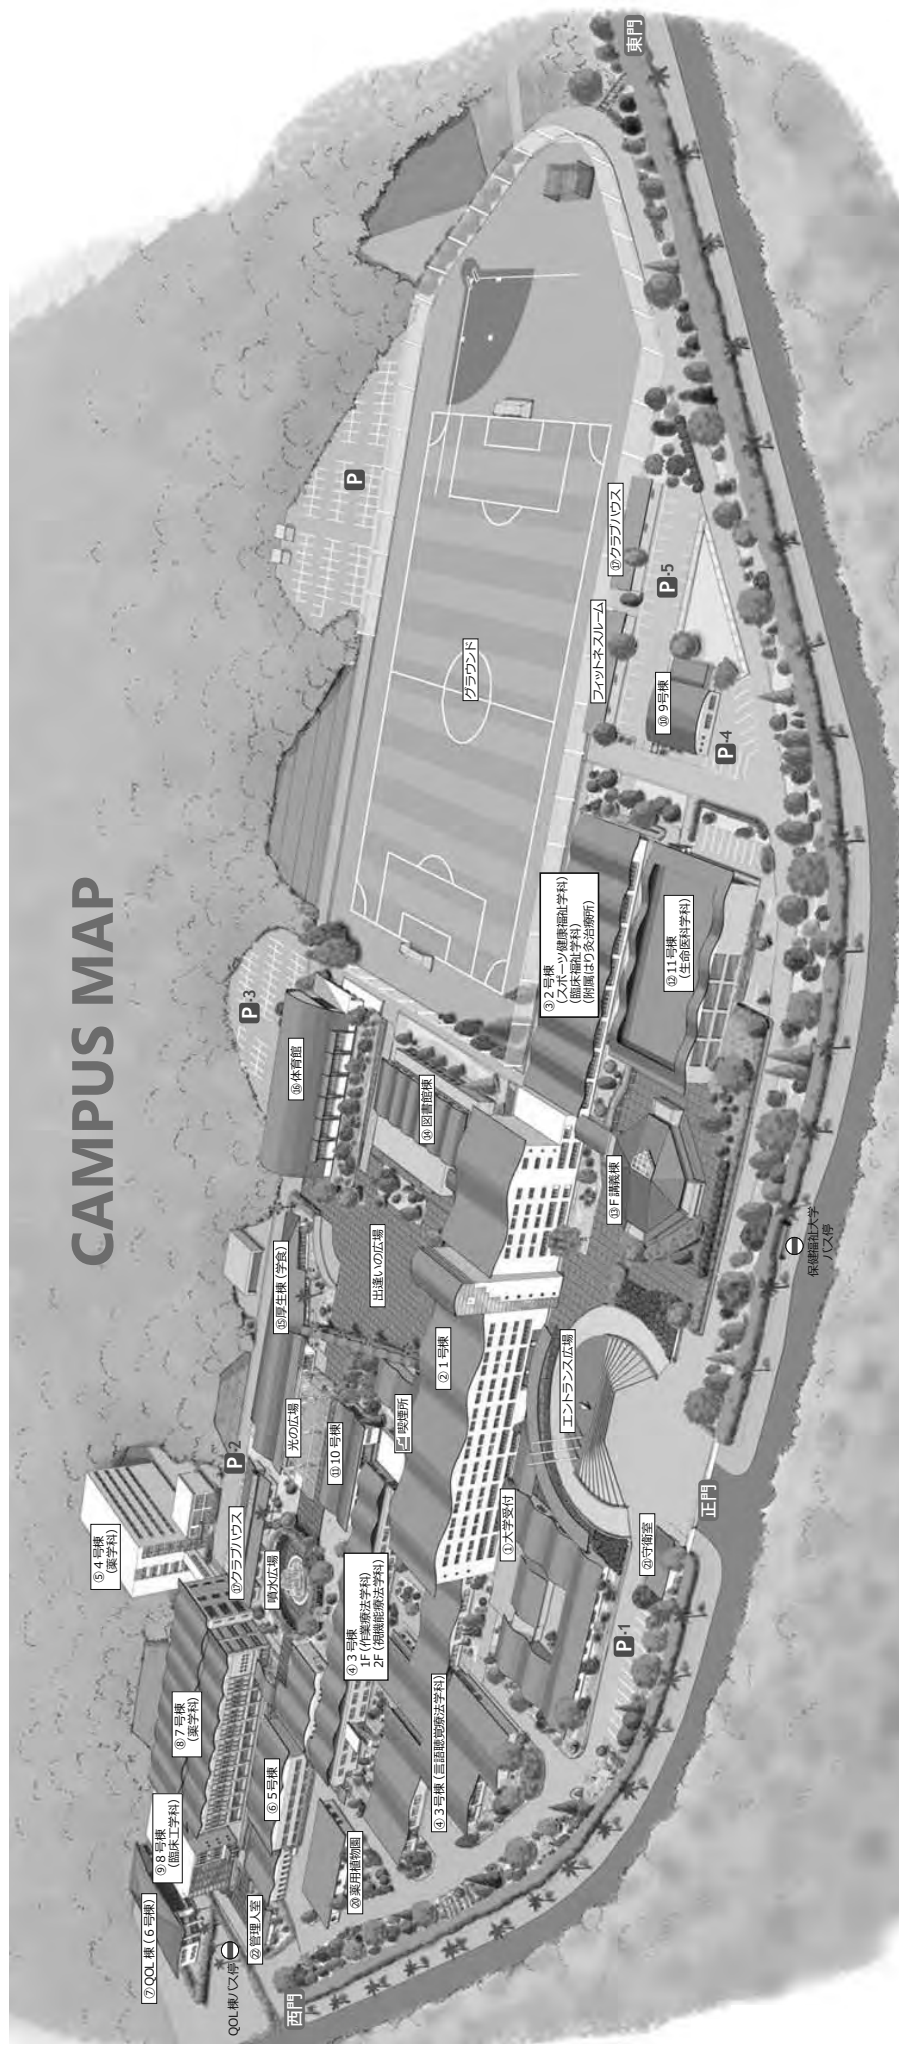 CAMPUS MAP
⑤4号棟
(薬学科)
P-2
⑰クラブハウス
噴水広場
⑧7号棟
(薬学科)
⑨8号棟
(臨床工学科)
⑦QOL棟(6号棟)
QOL棟バス停
㉒管理人室
西門
⑥5号棟
⑳薬用植物園
④3号棟
1F(作業療法学科)
2F(視機能療法学科)
④3号棟(言語聴覚療法学科)
光の広場
⑪10号棟
喫煙所
⑮厚生棟(学食)
出逢いの広場
②1号棟
①大学受付
エントランス広場
P-1
㉑守衛室
正門
P-3
⑯体育館
⑭図書館棟
⑬F講義棟
保健福祉大学
バス停
③2号棟
(スポーツ健康福祉学科)
(臨床福祉学科)
(附属はり灸治療所)
⑫11号棟
(生命医科学科)
P
グラウンド
フィットネスルーム
⑰クラブハウス
⑩9号棟
P-4
P-5
東門